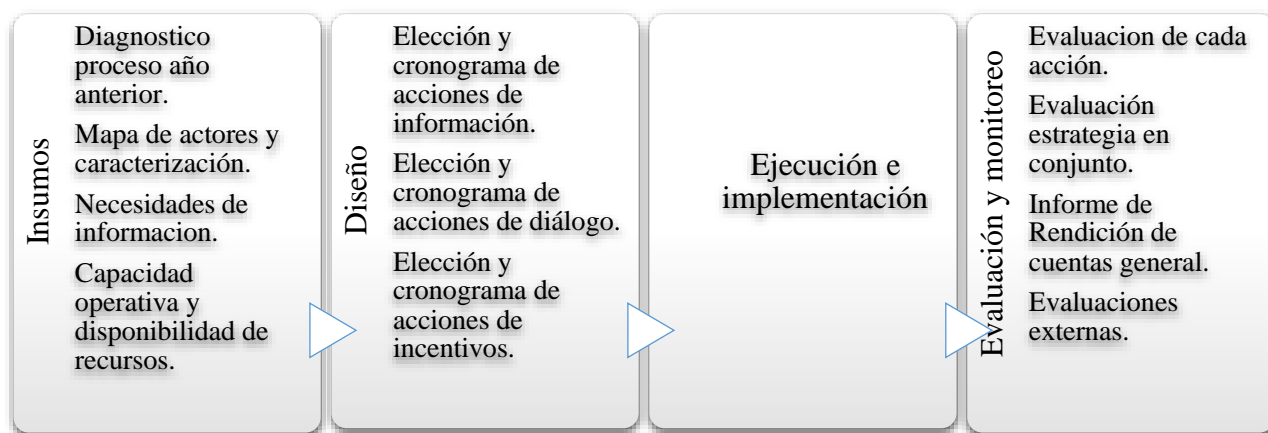 Insumos
Diagnostico
proceso año
anterior.
Mapa de actores y
caracterización.
Necesidades de
informacion.
Capacidad
operativa y
disponibilidad de
recursos.
Diseño
Elección y
cronograma de
acciones de
información.
Elección y
cronograma de
acciones de diálogo.
Elección y
cronograma de
acciones de
incentivos.
Ejecución e
implementación
Evaluación y monitoreo
Evaluacion de cada
acción.
Evaluación
estrategia en
conjunto.
Informe de
Rendición de
cuentas general.
Evaluaciones
externas.